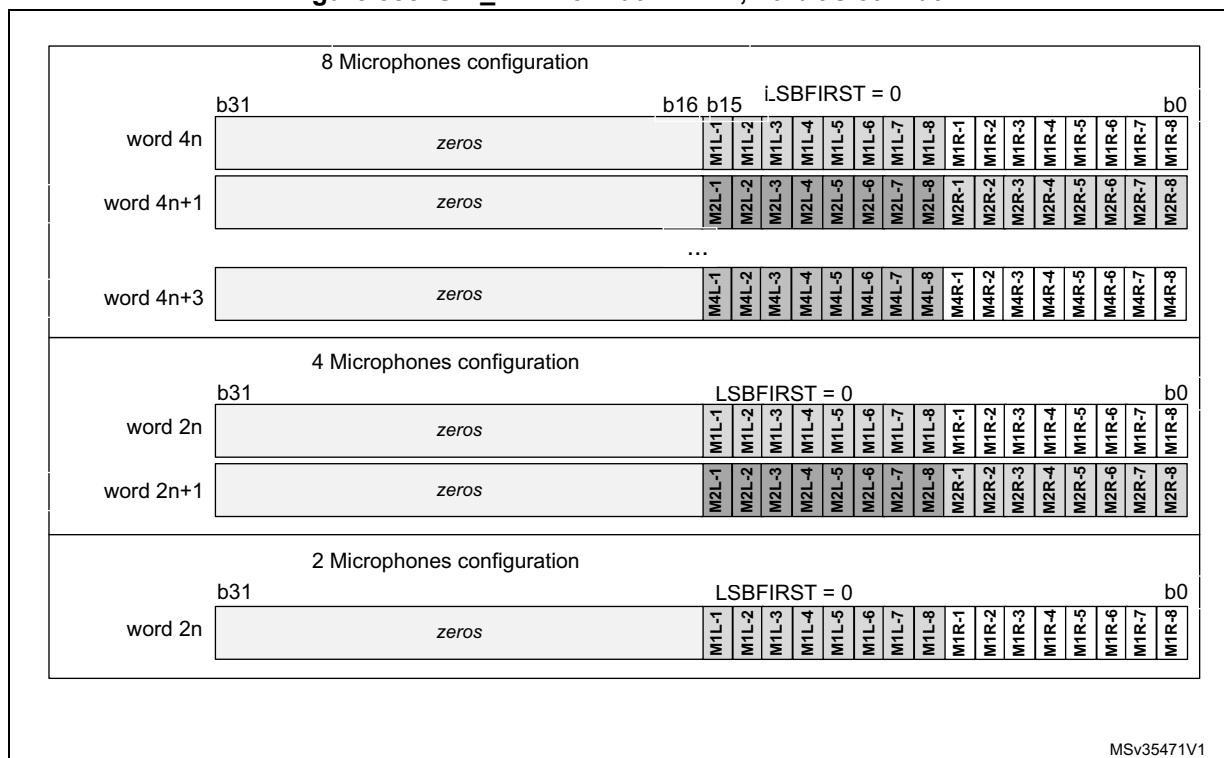 8 Microphones configuration
LSBFIRST = 0
b31 b16 b15 b0
word 4n zeros M1L-1 M1L-2 M1L-3 M1L-4 M1L-5 M1L-6 M1L-7 M1L-8 M1R-1 M1R-2 M1R-3 M1R-4 M1R-5 M1R-6 M1R-7 M1R-8
word 4n+1 zeros M2L-1 M2L-2 M2L-3 M2L-4 M2L-5 M2L-6 M2L-7 M2L-8 M2R-1 M2R-2 M2R-3 M2R-4 M2R-5 M2R-6 M2R-7 M2R-8
...
word 4n+3 zeros M4L-1 M4L-2 M4L-3 M4L-4 M4L-5 M4L-6 M4L-7 M4L-8 M4R-1 M4R-2 M4R-3 M4R-4 M4R-5 M4R-6 M4R-7 M4R-8
4 Microphones configuration
b31 LSBFIRST = 0 b0
word 2n zeros M1L-1 M1L-2 M1L-3 M1L-4 M1L-5 M1L-6 M1L-7 M1L-8 M1R-1 M1R-2 M1R-3 M1R-4 M1R-5 M1R-6 M1R-7 M1R-8
word 2n+1 zeros M2L-1 M2L-2 M2L-3 M2L-4 M2L-5 M2L-6 M2L-7 M2L-8 M2R-1 M2R-2 M2R-3 M2R-4 M2R-5 M2R-6 M2R-7 M2R-8
2 Microphones configuration
b31 LSBFIRST = 0 b0
word 2n zeros M1L-1 M1L-2 M1L-3 M1L-4 M1L-5 M1L-6 M1L-7 M1L-8 M1R-1 M1R-2 M1R-3 M1R-4 M1R-5 M1R-6 M1R-7 M1R-8
MSv35471V1